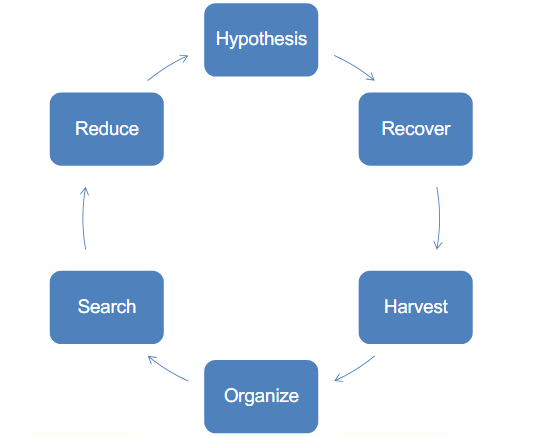 Hypothesis
Recover
Harvest
Organize
Search
Reduce